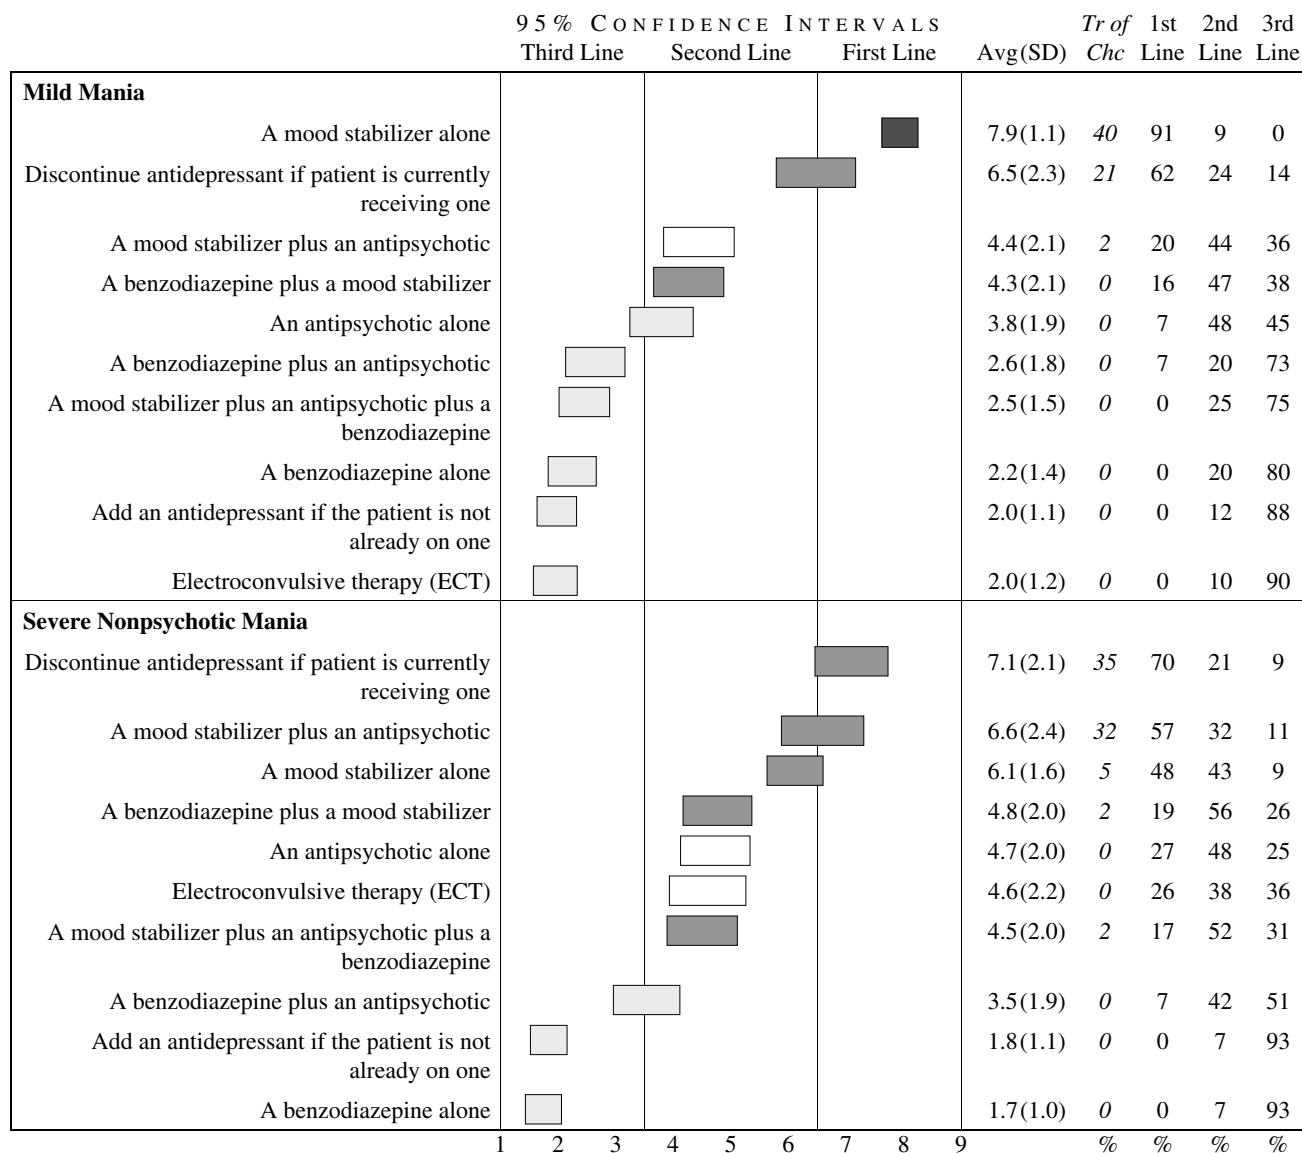 95% CONFIDENCE INTERVALS Tr of 1st 2nd 3rd
Third Line Second Line First Line Avg(SD) Chc Line Line Line
Mild Mania
A mood stabilizer alone 7.9(1.1) 40 91 9 0
Discontinue antidepressant if patient is currently 6.5(2.3) 21 62 24 14
receiving one
A mood stabilizer plus an antipsychotic 4.4(2.1) 2 20 44 36
A benzodiazepine plus a mood stabilizer 4.3(2.1) 0 16 47 38
An antipsychotic alone 3.8(1.9) 0 7 48 45
A benzodiazepine plus an antipsychotic 2.6(1.8) 0 7 20 73
A mood stabilizer plus an antipsychotic plus a 2.5(1.5) 0 0 25 75
benzodiazepine
A benzodiazepine alone 2.2(1.4) 0 0 20 80
Add an antidepressant if the patient is not 2.0(1.1) 0 0 12 88
already on one
Electroconvulsive therapy (ECT) 2.0(1.2) 0 0 10 90
Severe Nonpsychotic Mania
Discontinue antidepressant if patient is currently 7.1(2.1) 35 70 21 9
receiving one
A mood stabilizer plus an antipsychotic 6.6(2.4) 32 57 32 11
A mood stabilizer alone 6.1(1.6) 5 48 43 9
A benzodiazepine plus a mood stabilizer 4.8(2.0) 2 19 56 26
An antipsychotic alone 4.7(2.0) 0 27 48 25
Electroconvulsive therapy (ECT) 4.6(2.2) 0 26 38 36
A mood stabilizer plus an antipsychotic plus a 4.5(2.0) 2 17 52 31
benzodiazepine
A benzodiazepine plus an antipsychotic 3.5(1.9) 0 7 42 51
Add an antidepressant if the patient is not 1.8(1.1) 0 0 7 93
already on one
A benzodiazepine alone 1.7(1.0) 0 0 7 93
1 2 3 4 5 6 7 8 9 % % % %